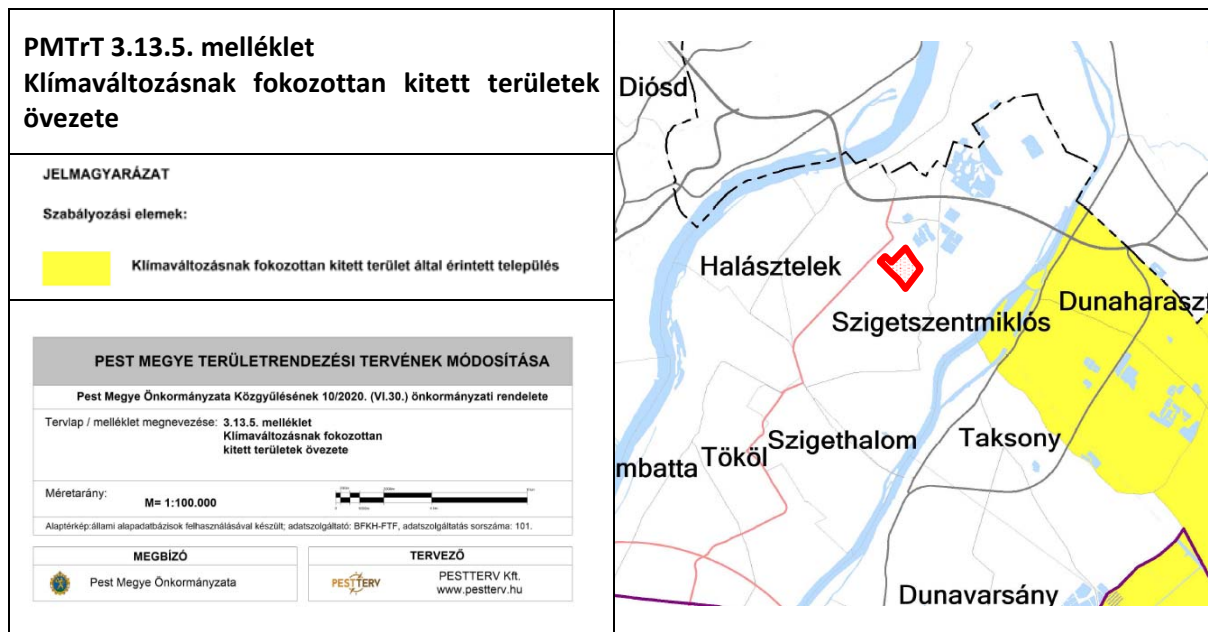 PMTrT 3.13.5. melléklet
Klímaváltozásnak fokozottan kitett területek
övezete
JELMAGYARÁZAT
Szabályozási elemek:
Klímaváltozásnak fokozottan kitett terület által érintett település
PEST MEGYE TERÜLETRENDEZÉSI TERVÉNEK MÓDOSÍTÁSA
Pest Megye Önkormányzata Közgyűlésének 10/2020. (VI.30.) önkormányzati rendelete
Tervlap / melléklet megnevezése: 3.13.5. melléklet
Klímaváltozásnak fokozottan
kitett területek övezete
Méretarány:
M= 1:100.000
Alaptérkép:állami alapadatbázisok felhasználásával készült; adatszolgáltató: BFKH-FTF, adatszolgáltatás sorszáma: 101.
MEGBÍZÓ
Pest Megye Önkormányzata
TERVEZŐ
PESTTERV
PESTTERV Kft.
www.pestterv.hu
Diósd
Halásztelek
Dunaharaszt
Szigetszentmiklós
Szigethalom
Taksony
mbatta
Tököl
Dunavarsány